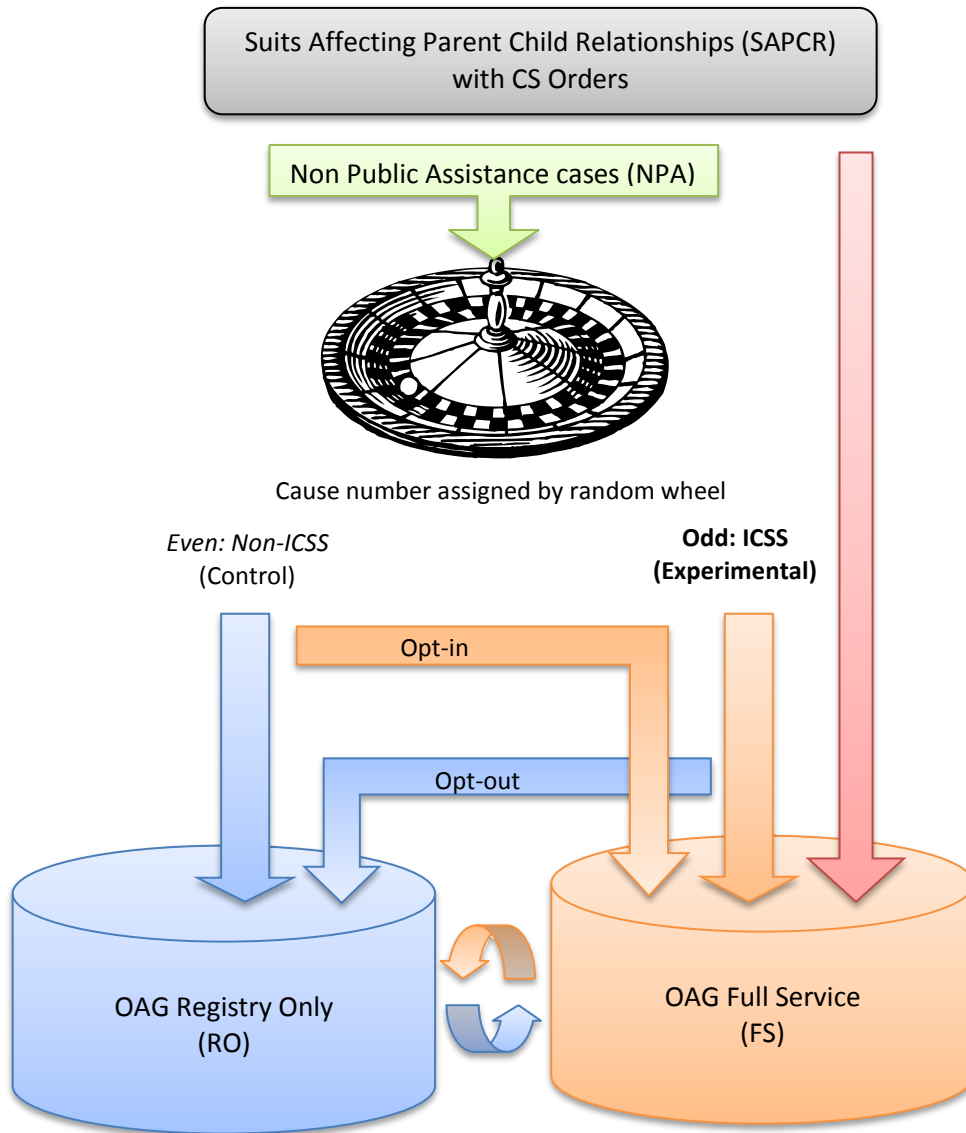 Suits Affecting Parent Child Relationships (SAPCR)
with CS Orders
Non Public Assistance cases (NPA)
Cause number assigned by random wheel
Even: Non-ICSS
(Control)
Odd: ICSS
(Experimental)
Opt-in
Opt-out
OAG Registry Only
(RO)
OAG Full Service
(FS)